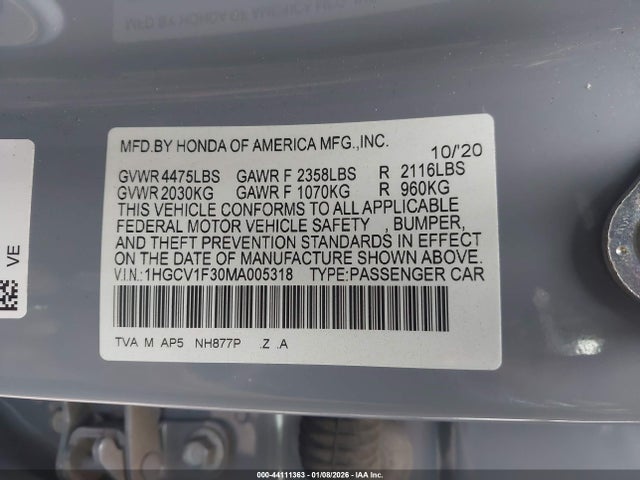 MFD.BY HONDA OF AMERICA MFG.,INC. 10/'20
GVWR 4475LBS GAWR F 2358LBS R 2116LBS
GVWR 2030KG GAWR F 1070KG R 960KG
THIS VEHICLE CONFORMS TO ALL APPLICABLE
FEDERAL MOTOR VEHICLE SAFETY , BUMPER,
AND THEFT PREVENTION STANDARDS IN EFFECT
ON THE DATE OF MANUFACTURE SHOWN ABOVE.
V.I.N.: 1HGCV1F30MA005318 TYPE:PASSENGER CAR
TVA M AP5 NH877P .Z .A
VE
000-44111363 | 01/08/2026 | IAA Inc.